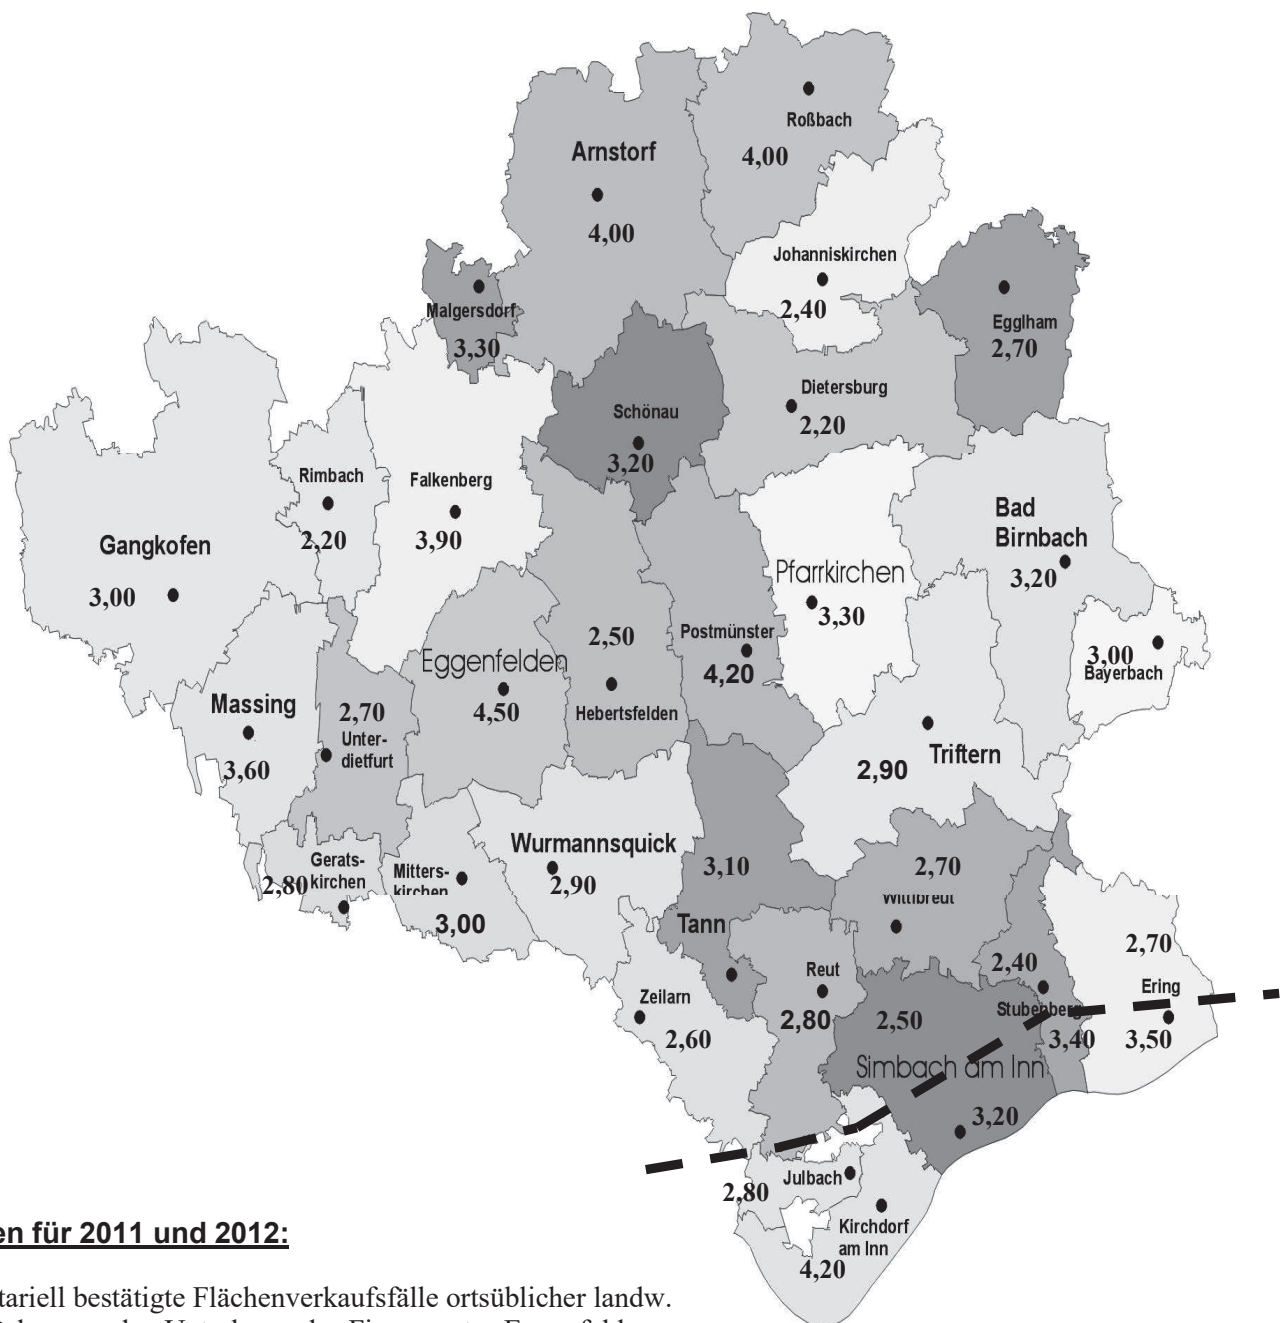 Roßbach
4,00
Arnstorf
4,00
Johanniskirchen
2,40
Malgersdorf
3,30
Egglham
2,70
Schönau
3,20
Dietersburg
2,20
Rimbach
2,20
Falkenberg
3,90
Gangkofen
3,00
Bad
Birnbach
3,20
Pfarrkirchen
3,30
2,50
Hebertsfelden
Postmünster
4,20
3,00
Bayerbach
Eggenfelden
4,50
Massing
3,60
2,70
Unter-
dietfurt
Triftern
2,90
Wurmannsquick
2,90
Gerats-
kirchen
2,80
Mitters-
kirchen
3,00
3,10
Tann
2,70
Wittibreut
2,70
Ering
3,50
2,40
Stubenberg
3,40
Reut
2,80
Zeilarn
2,60
2,50
Simbach am Inn
3,20
Julbach
2,80
Kirchdorf
am Inn
4,20
en für 2011 und 2012:
tariell bestätigte Flächenverkaufsfälle ortsüblicher landw.